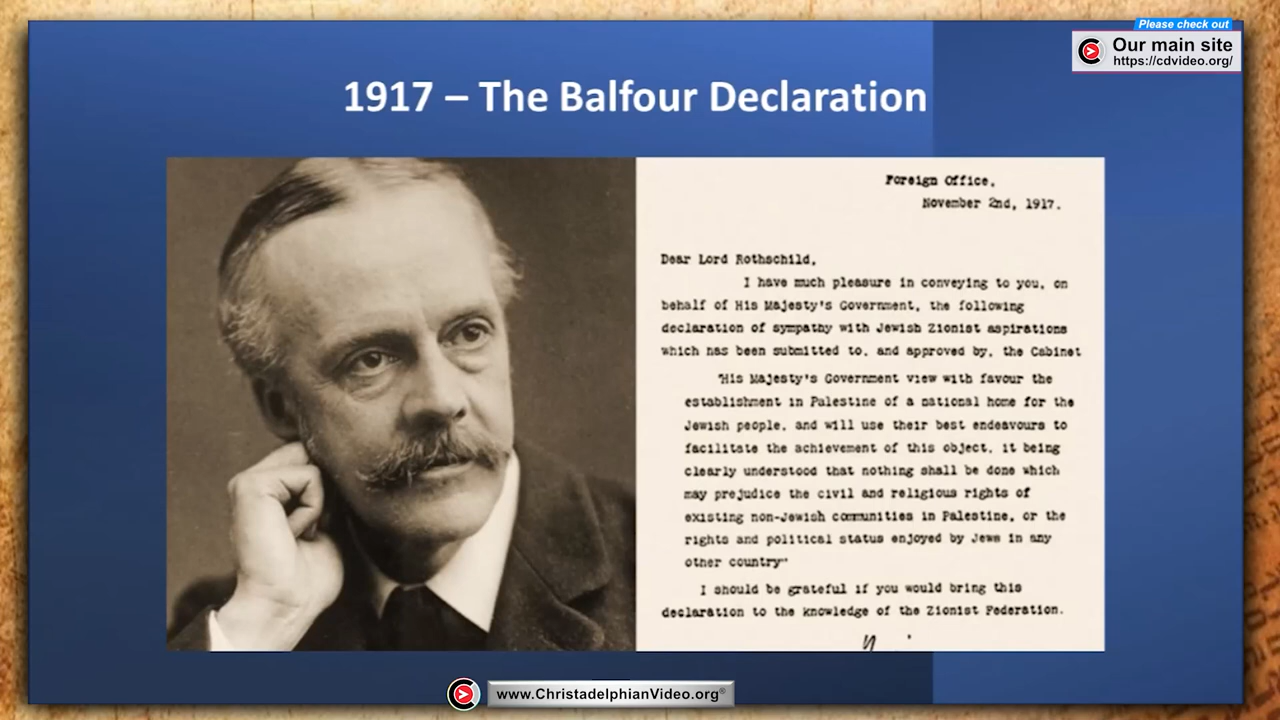 Please check out
Our main site
https://cdvideo.org/
1917 – The Balfour Declaration
Foreign Office,
November 2nd, 1917.
Dear Lord Rothschild,
I have much pleasure in conveying to you, on
behalf of His Majesty's Government, the following
declaration of sympathy with Jewish Zionist aspirations
which has been submitted to, and approved by, the Cabinet
"His Majesty's Government view with favour the
establishment in Palestine of a national home for the
Jewish people, and will use their best endeavours to
facilitate the achievement of this object, it being
clearly understood that nothing shall be done which
may prejudice the civil and religious rights of
existing non-Jewish communities in Palestine, or the
rights and political status enjoyed by Jews in any
other country"
I should be grateful if you would bring this
declaration to the knowledge of the Zionist Federation.
www.ChristadelphianVideo.org®